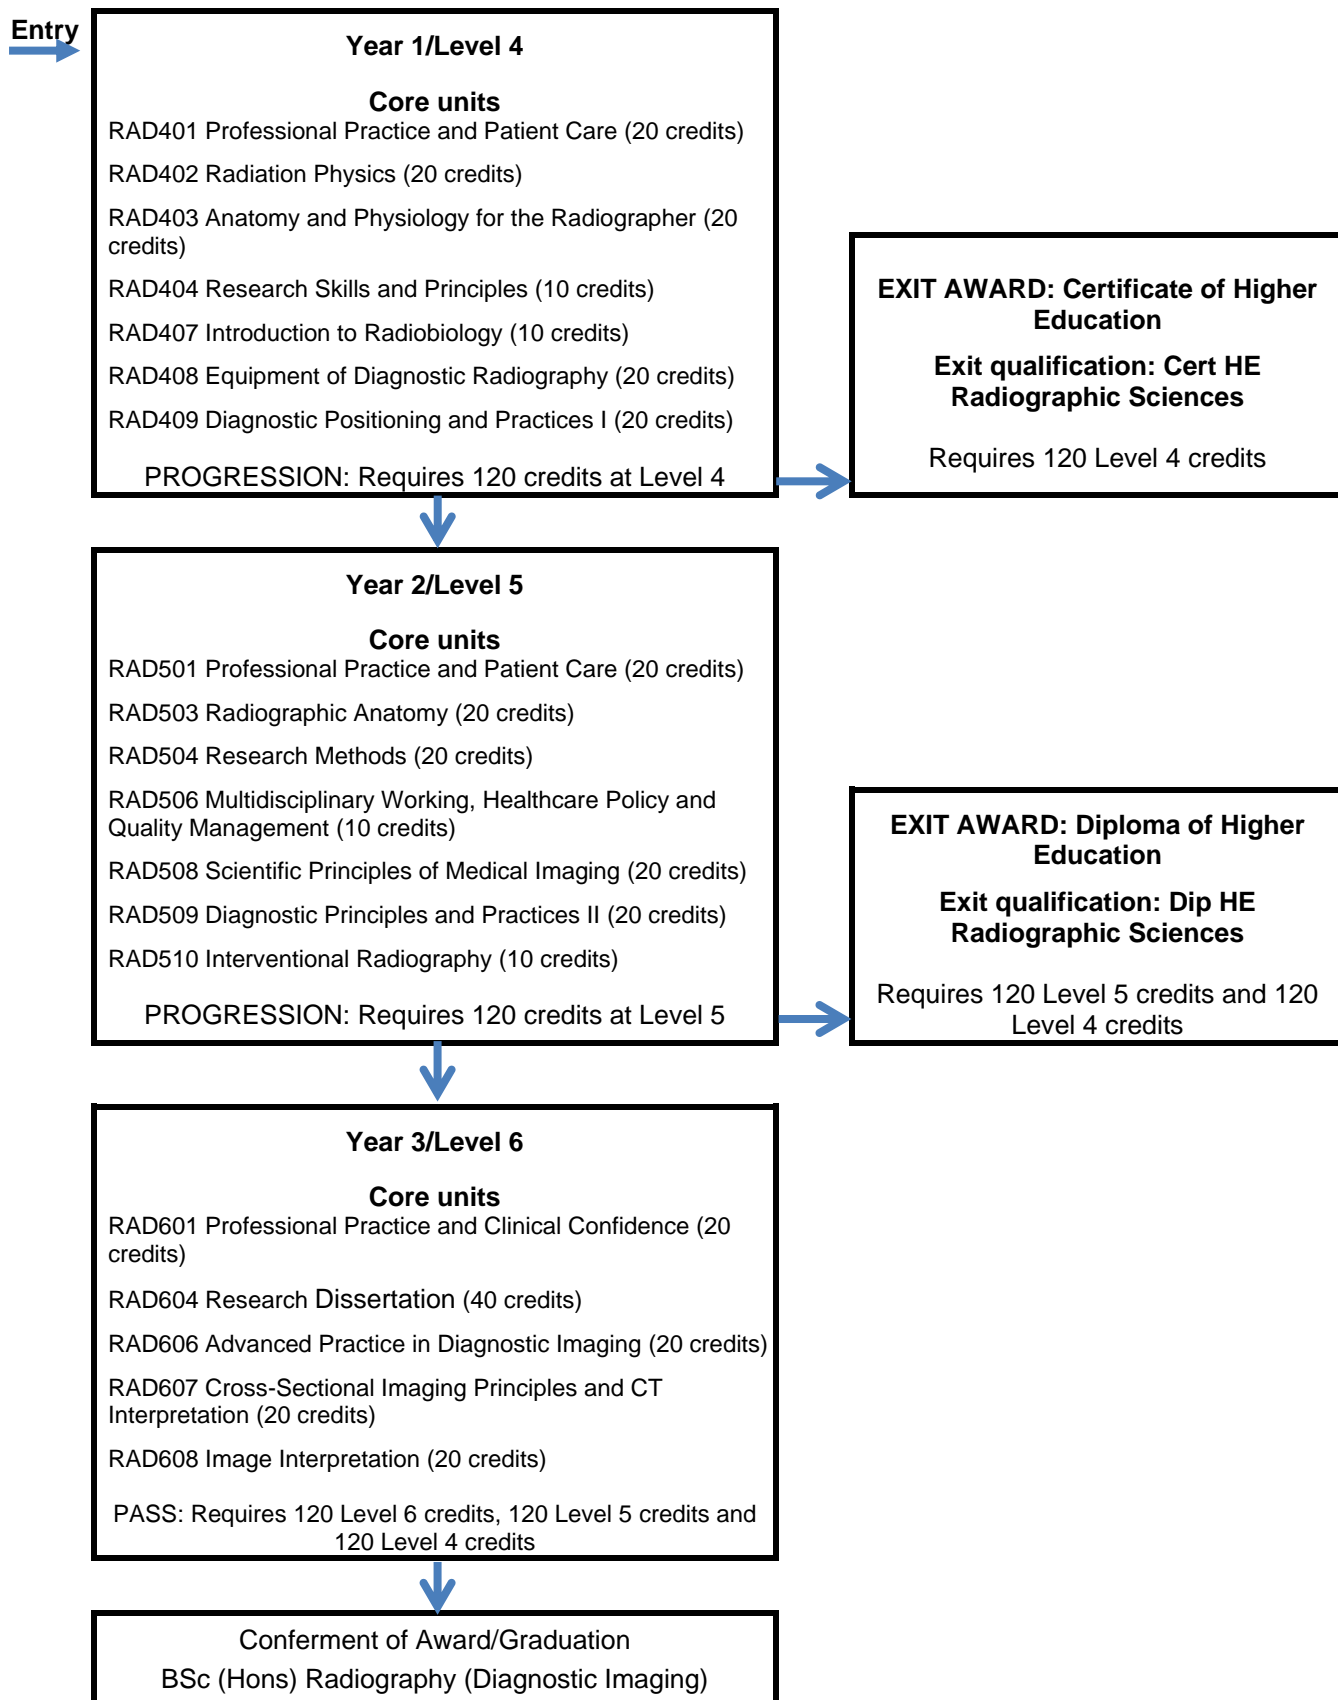 Entry
Year 1/Level 4
Core units
RAD401 Professional Practice and Patient Care (20 credits)
RAD402 Radiation Physics (20 credits)
RAD403 Anatomy and Physiology for the Radiographer (20
credits)
RAD404 Research Skills and Principles (10 credits)
RAD407 Introduction to Radiobiology (10 credits)
RAD408 Equipment of Diagnostic Radiography (20 credits)
RAD409 Diagnostic Positioning and Practices I (20 credits)
PROGRESSION: Requires 120 credits at Level 4
EXIT AWARD: Certificate of Higher
Education
Exit qualification: Cert HE
Radiographic Sciences
Requires 120 Level 4 credits
Year 2/Level 5
Core units
RAD501 Professional Practice and Patient Care (20 credits)
RAD503 Radiographic Anatomy (20 credits)
RAD504 Research Methods (20 credits)
RAD506 Multidisciplinary Working, Healthcare Policy and
Quality Management (10 credits)
RAD508 Scientific Principles of Medical Imaging (20 credits)
RAD509 Diagnostic Principles and Practices II (20 credits)
RAD510 Interventional Radiography (10 credits)
PROGRESSION: Requires 120 credits at Level 5
EXIT AWARD: Diploma of Higher
Education
Exit qualification: Dip HE
Radiographic Sciences
Requires 120 Level 5 credits and 120
Level 4 credits
Year 3/Level 6
Core units
RAD601 Professional Practice and Clinical Confidence (20
credits)
RAD604 Research Dissertation (40 credits)
RAD606 Advanced Practice in Diagnostic Imaging (20 credits)
RAD607 Cross-Sectional Imaging Principles and CT
Interpretation (20 credits)
RAD608 Image Interpretation (20 credits)
PASS: Requires 120 Level 6 credits, 120 Level 5 credits and
120 Level 4 credits
Conferment of Award/Graduation
BSc (Hons) Radiography (Diagnostic Imaging)